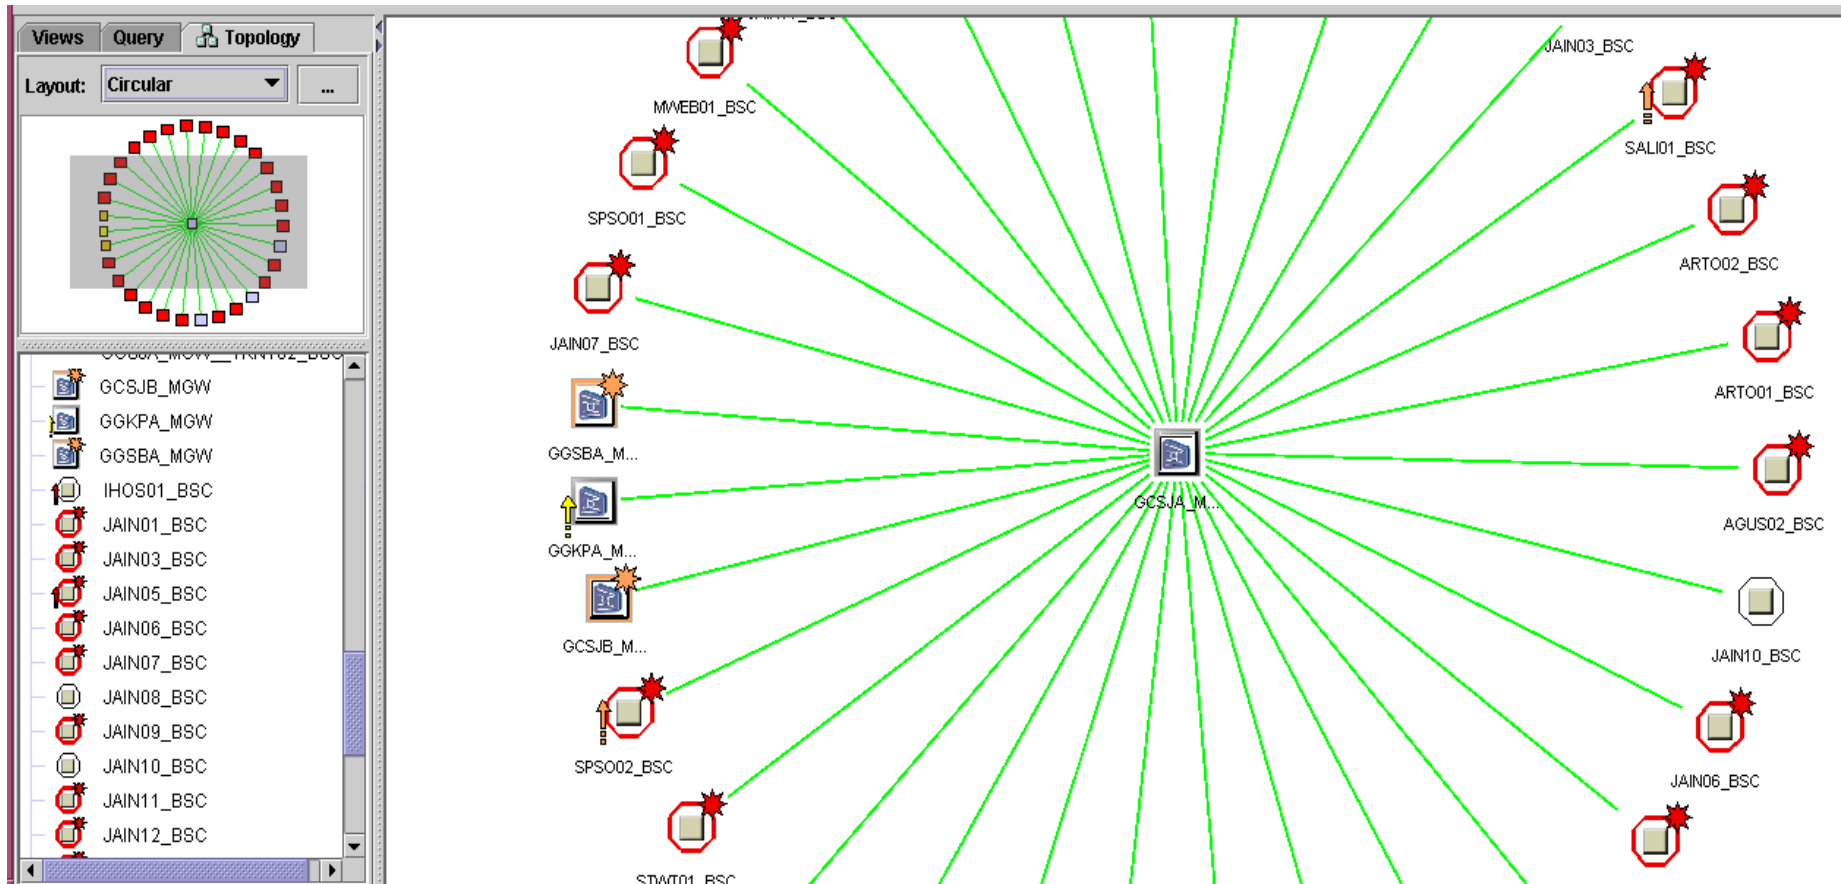 Views Query Topology
Layout: Circular ...
GCSJB_MGW
GGKPA_MGW
GGSBA_MGW
IHOS01_BSC
JAIN01_BSC
JAIN03_BSC
JAIN05_BSC
JAIN06_BSC
JAIN07_BSC
JAIN08_BSC
JAIN09_BSC
JAIN10_BSC
JAIN11_BSC
JAIN12_BSC
JAIN03_BSC
MWEB01_BSC
SALI01_BSC
SPSO01_BSC
ARTO02_BSC
JAIN07_BSC
ARTO01_BSC
GGSBA_M...
GCSJA_M...
AGUS02_BSC
GGKPA_M...
GCSJB_M...
JAIN10_BSC
SPSO02_BSC
JAIN06_BSC
STWT01_BSC